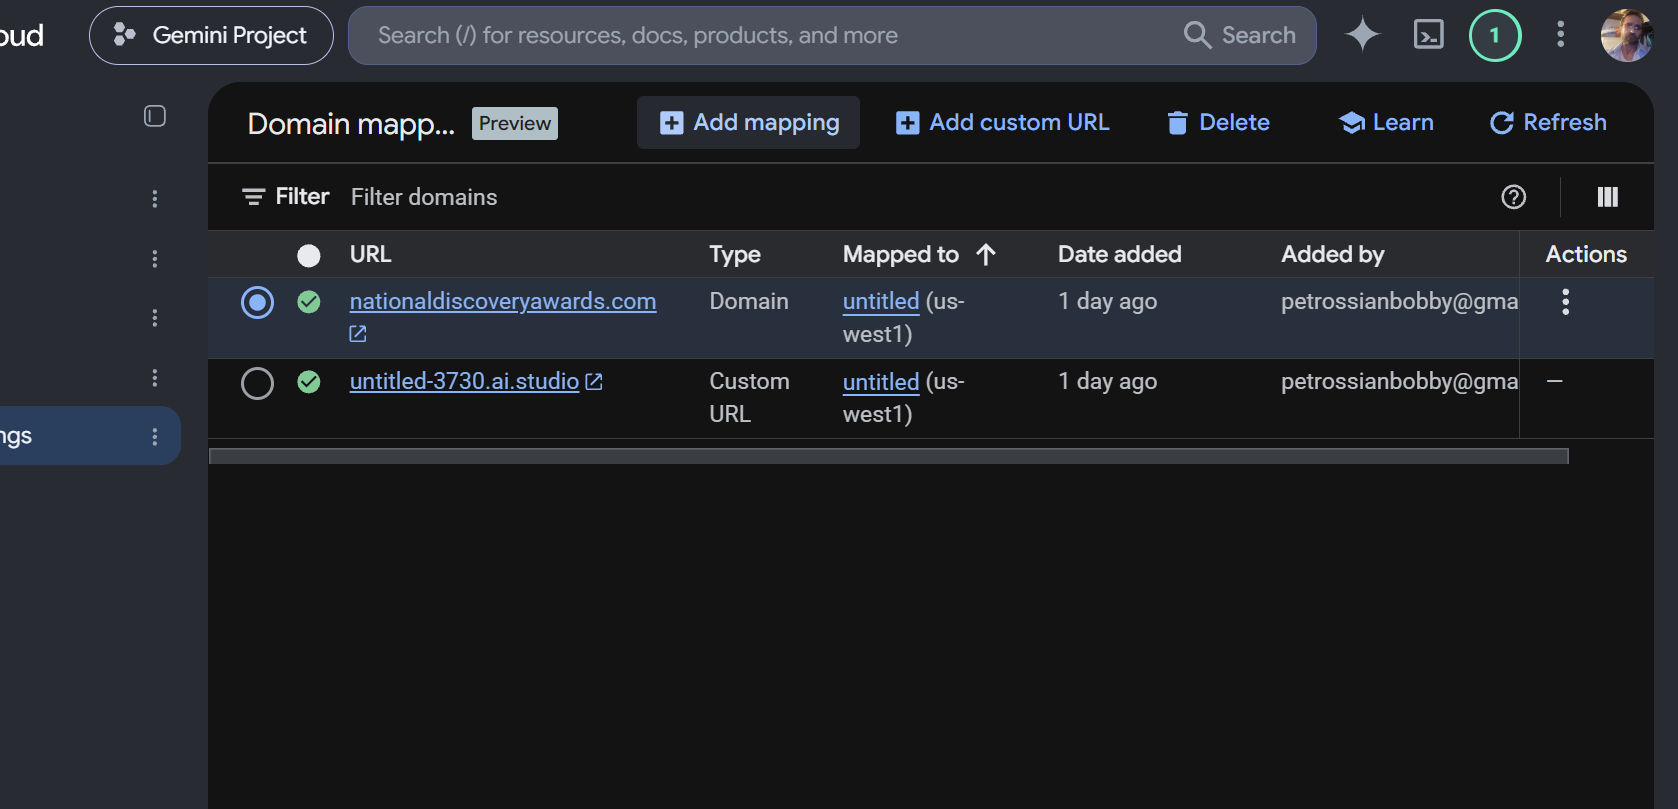 oud
Gemini Project
Search (/) for resources, docs, products, and more
Search
1
Domain mapp...
Preview
Add mapping
Add custom URL
Delete
Learn
Refresh
Filter
Filter domains
URL
Type
Mapped to
Date added
Added by
Actions
nationaldiscoveryawards.com
Domain
untitled (us-
west1)
1 day ago
petrossianbobby@gma
untitled-3730.ai.studio
Custom
URL
untitled (us-
west1)
1 day ago
petrossianbobby@gma
–
ngs